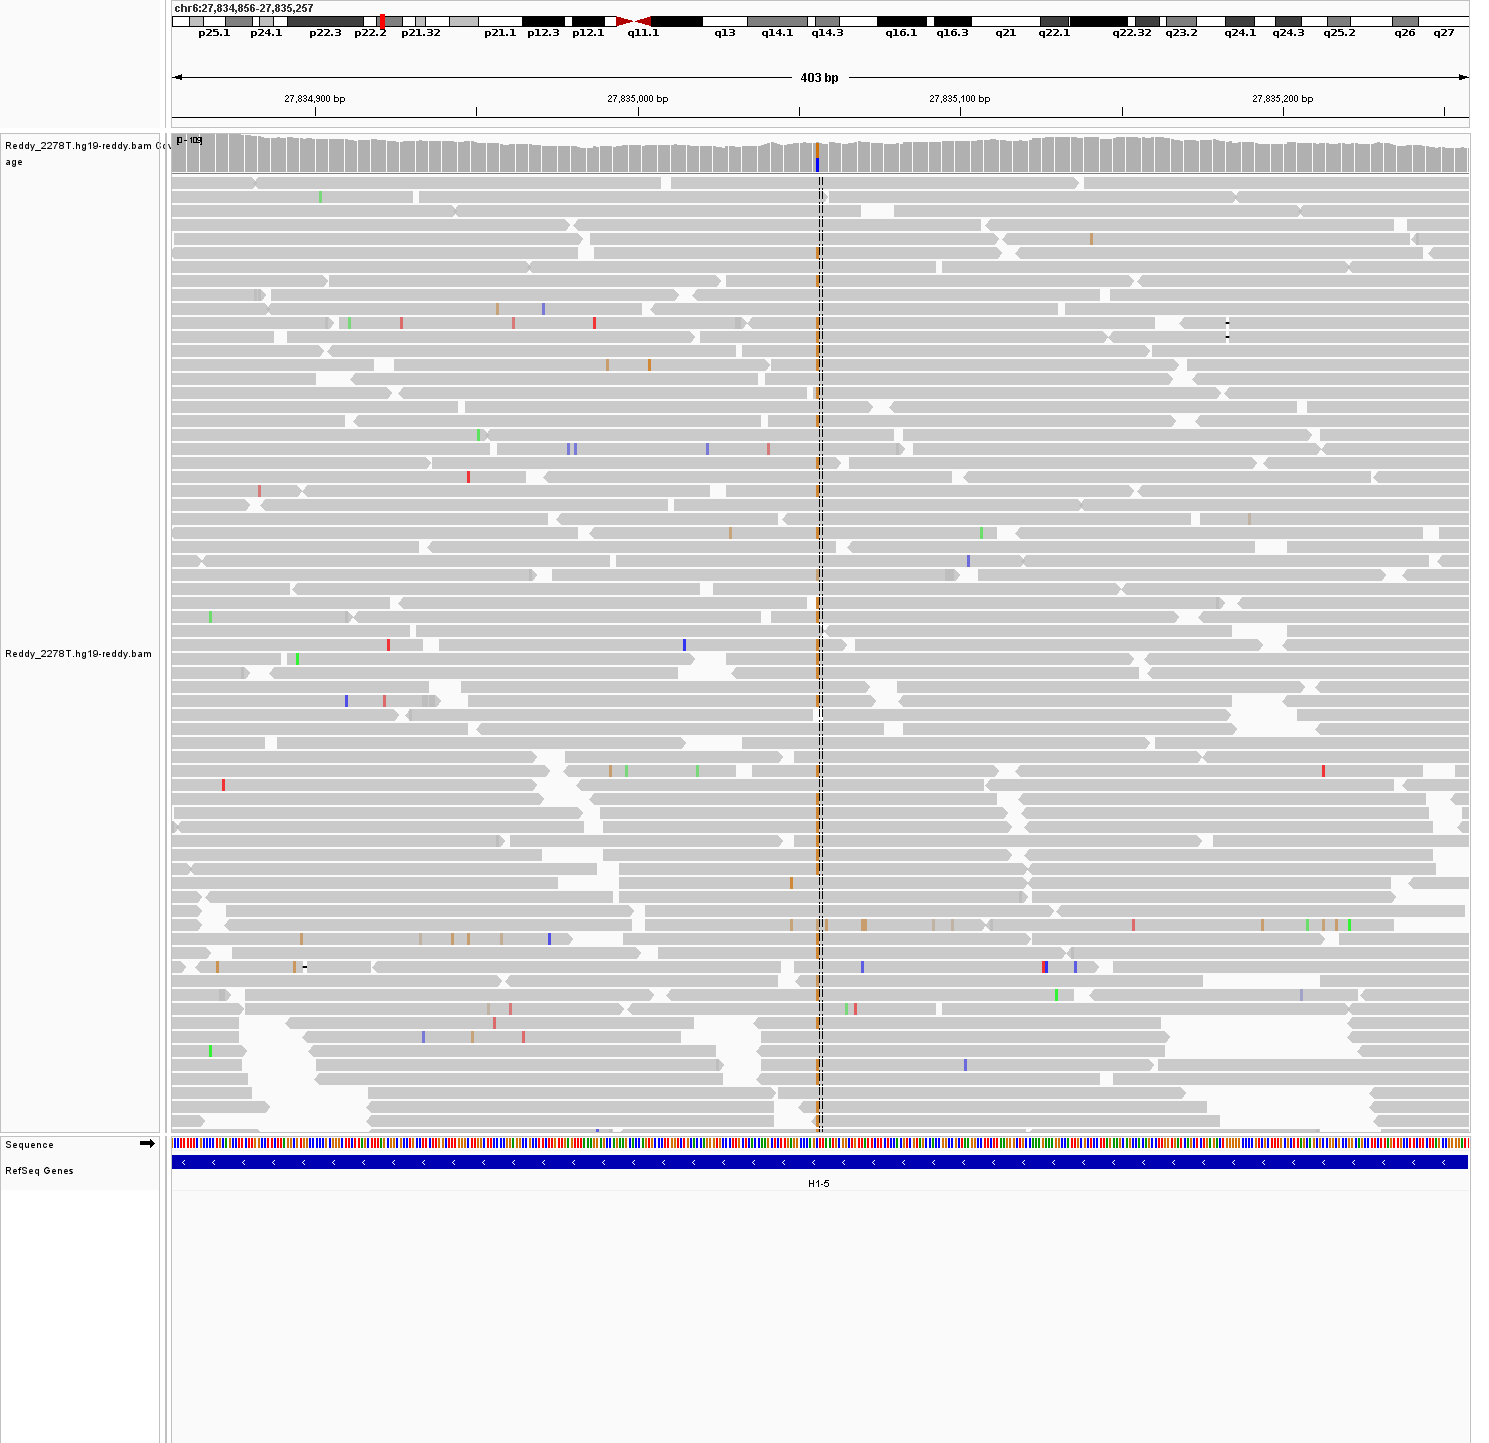 chr6:27,834,856-27,835,257
p25.1 p24.1 p22.3 p22.2 p21.32 p21.1 p12.3 p12.1 q11.1 q13 q14.1 q14.3 q16.1 q16.3 q21 q22.1 q22.32 q23.2 q24.1 q24.3 q25.2 q26 q27
403 bp
27,834,900 bp 27,835,000 bp 27,835,100 bp 27,835,200 bp
[0 - 109]
Reddy_2278T.hg19-reddy.bam Cov
age
Reddy_2278T.hg19-reddy.bam
Sequence
RefSeq Genes
H1-5